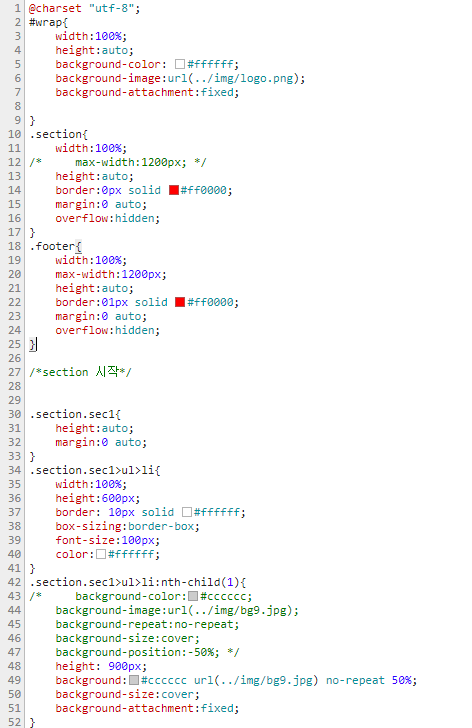 1 @charset "utf-8";
2 #wrap{
3 width:100%;
4 height:auto;
5 background-color: #ffffff;
6 background-image:url(../img/logo.png);
7 background-attachment:fixed;
8
9 }
10 .section{
11 width:100%;
12 /* max-width:1200px; */
13 height:auto;
14 border:0px solid #ff0000;
15 margin:0 auto;
16 overflow:hidden;
17 }
18 .footer{
19 width:100%;
20 max-width:1200px;
21 height:auto;
22 border:01px solid #ff0000;
23 margin:0 auto;
24 overflow:hidden;
25 }
26
27 /*section 시작*/
28
29
30 .section.sec1{
31 height:auto;
32 margin:0 auto;
33 }
34 .section.sec1>ul>li{
35 width:100%;
36 height:600px;
37 border: 10px solid #ffffff;
38 box-sizing:border-box;
39 font-size:100px;
40 color:#ffffff;
41 }
42 .section.sec1>ul>li:nth-child(1){
43 /* background-color:#cccccc;
44 background-image:url(../img/bg9.jpg);
45 background-repeat:no-repeat;
46 background-size:cover;
47 background-position:-50%; */
48 height: 900px;
49 background:#cccccc url(../img/bg9.jpg) no-repeat 50%;
50 background-size:cover;
51 background-attachment:fixed;
52 }